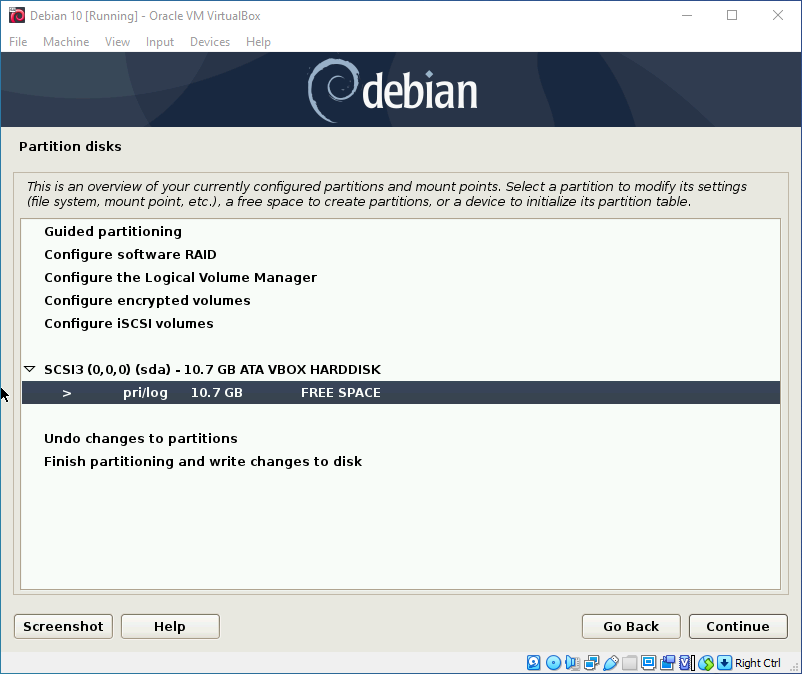 Debian 10 [Running] - Oracle VM VirtualBox
File Machine View Input Devices Help
debian
Partition disks
This is an overview of your currently configured partitions and mount points. Select a partition to modify its settings
(file system, mount point, etc.), a free space to create partitions, or a device to initialize its partition table.
Guided partitioning
Configure software RAID
Configure the Logical Volume Manager
Configure encrypted volumes
Configure iSCSI volumes
SCSI3 (0,0,0) (sda) - 10.7 GB ATA VBOX HARDDISK
> pri/log 10.7 GB FREE SPACE
Undo changes to partitions
Finish partitioning and write changes to disk
Screenshot Help Go Back Continue
Right Ctrl